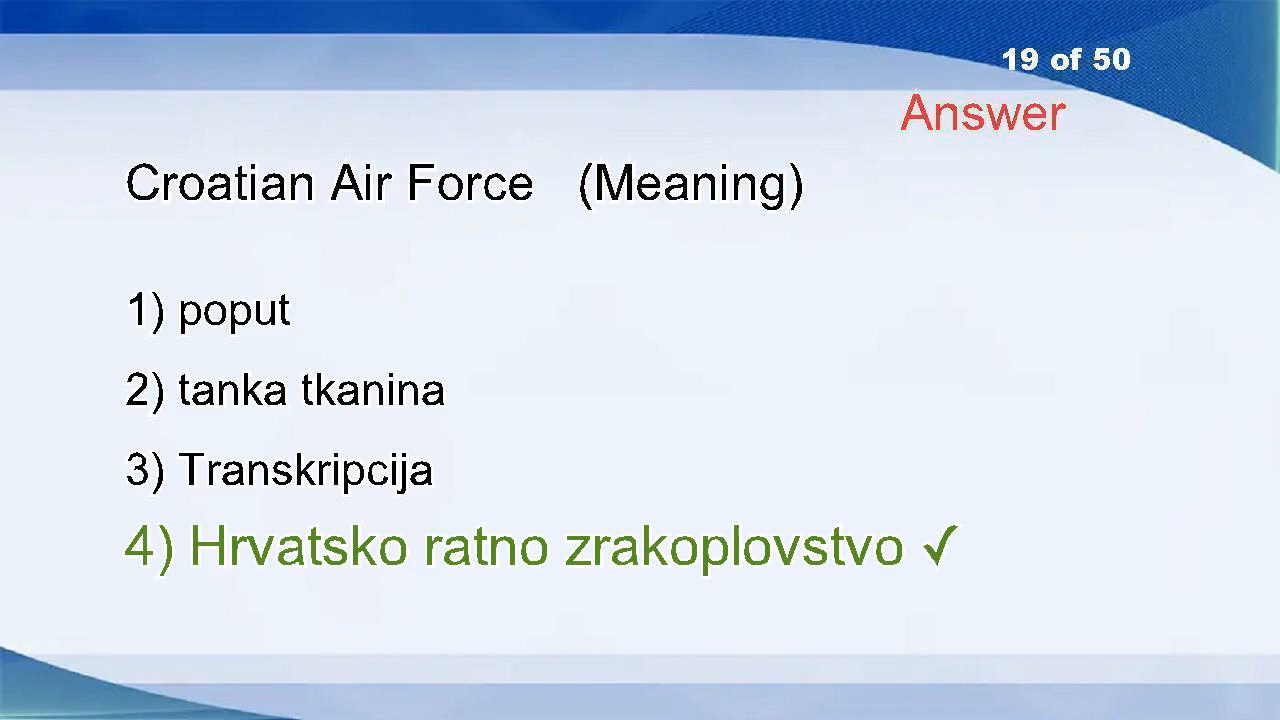 19 of 50
Answer
Croatian Air Force (Meaning)
1) poput
2) tanka tkanina
3) Transkripcija
4) Hrvatsko ratno zrakoplovstvo ✓